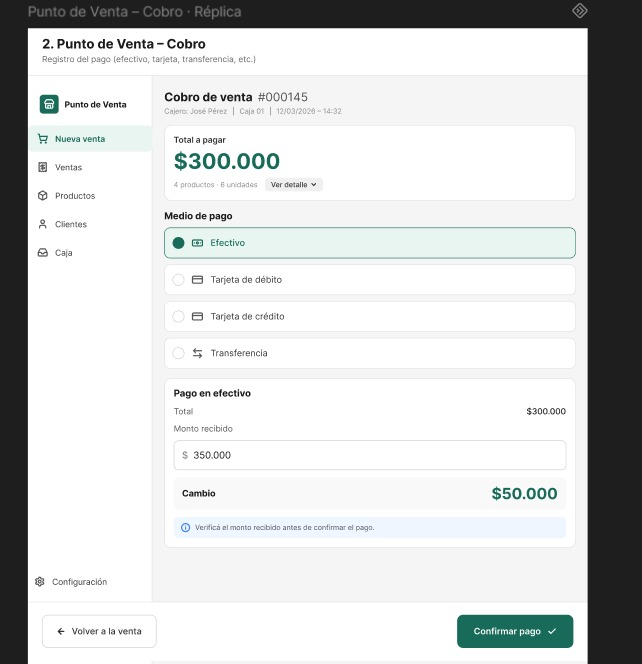 Punto de Venta – Cobro · Réplica
2. Punto de Venta – Cobro
Registro del pago (efectivo, tarjeta, transferencia, etc.)
Punto de Venta
Nueva venta
Ventas
Productos
Clientes
Caja
Configuración
Cobro de venta #000145
Cajero: José Pérez | Caja 01 | 12/03/2026 – 14:32
Total a pagar
$300.000
4 productos · 6 unidades Ver detalle
Medio de pago
Efectivo
Tarjeta de débito
Tarjeta de crédito
Transferencia
Pago en efectivo
Total $300.000
Monto recibido
$ 350.000
Cambio $50.000
Verificá el monto recibido antes de confirmar el pago.
Volver a la venta
Confirmar pago